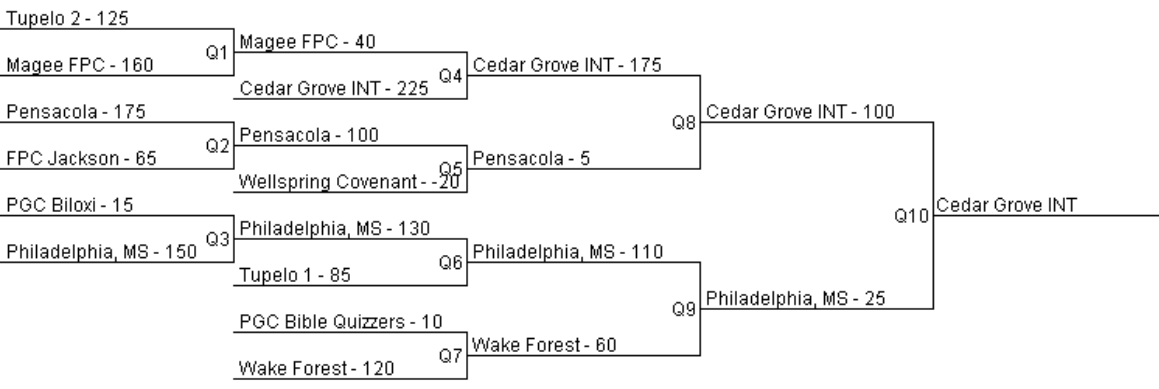 Tupelo 2 - 125
Magee FPC - 160
Q1
Pensacola - 175
FPC Jackson - 65
Q2
PGC Biloxi - 15
Philadelphia, MS - 150
Q3
Magee FPC - 40
Cedar Grove INT - 225
Q4
Pensacola - 100
Wellspring Covenant - -20
Q5
Philadelphia, MS - 130
Tupelo 1 - 85
Q6
PGC Bible Quizzers - 10
Wake Forest - 120
Q7
Cedar Grove INT - 175
Pensacola - 5
Q8
Philadelphia, MS - 110
Wake Forest - 60
Q9
Cedar Grove INT - 100
Philadelphia, MS - 25
Q10
Cedar Grove INT